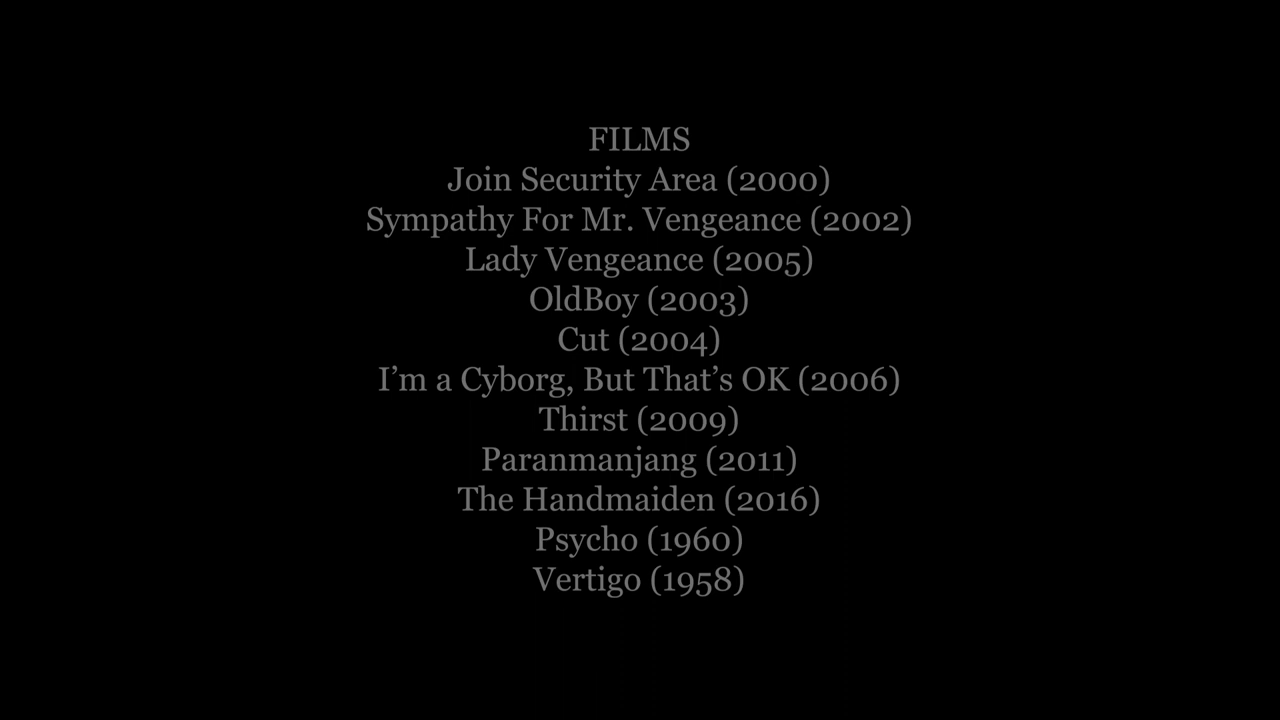 FILMS
Join Security Area (2000)
Sympathy For Mr. Vengeance (2002)
Lady Vengeance (2005)
OldBoy (2003)
Cut (2004)
I’m a Cyborg, But That’s OK (2006)
Thirst (2009)
Paranmanjang (2011)
The Handmaiden (2016)
Psycho (1960)
Vertigo (1958)